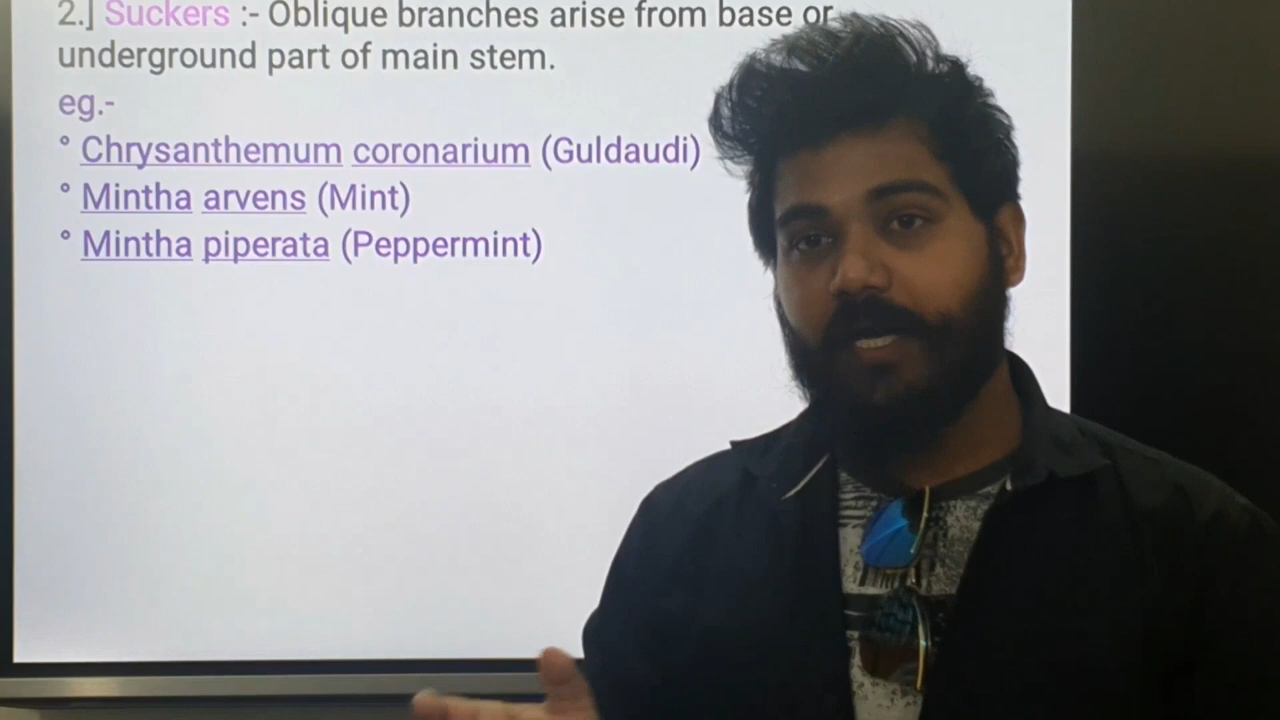 2.] Suckers :- Oblique branches arise from base or
underground part of main stem.
eg.-
° Chrysanthemum coronarium (Guldaudi)
° Mintha arvens (Mint)
° Mintha piperata (Peppermint)